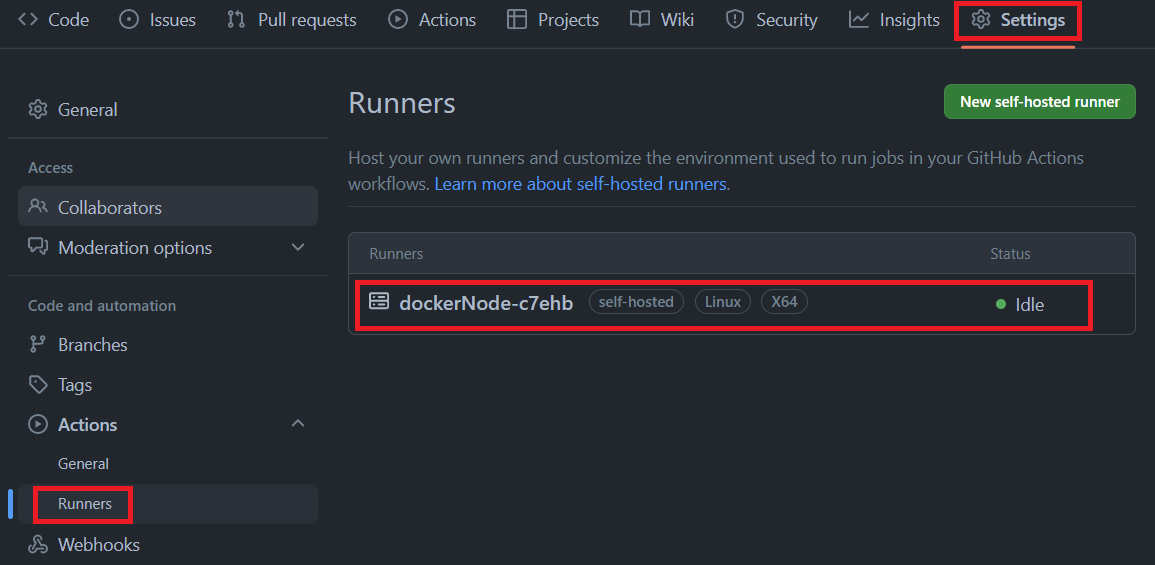 Code Issues Pull requests Actions Projects Wiki Security Insights Settings
General
Access
Collaborators
Moderation options
Code and automation
Branches
Tags
Actions
General
Runners
Webhooks
Runners
New self-hosted runner
Host your own runners and customize the environment used to run jobs in your GitHub Actions
workflows. Learn more about self-hosted runners.
Runners Status
dockerNode-c7ehb self-hosted Linux X64 Idle